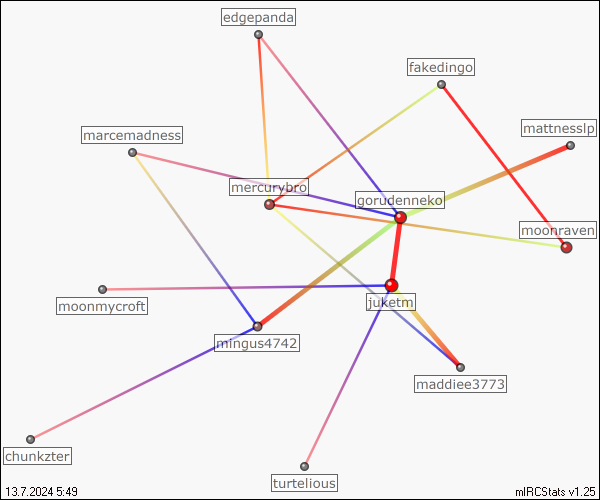 edgepanda
fakedingo
mattnesslp
marcemadness
mercurybro
gorudenneko
moonraven
moonmycroft
juketm
mingus4742
maddiee3773
chunkzter
turtelious
13.7.2024 5:49
mIRCStats v1.25